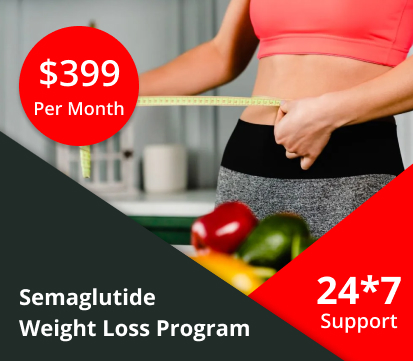 $399
Per Month
Semaglutide
Weight Loss Program
24*7
Support